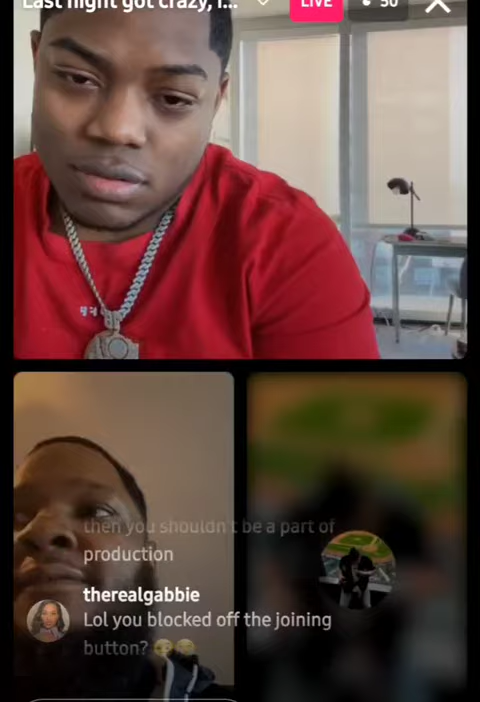 Last night got crazy, I...
LIVE
50
then you shouldn't be a part of
production
therealgabbie
Lol you blocked off the joining
button? 😂😂